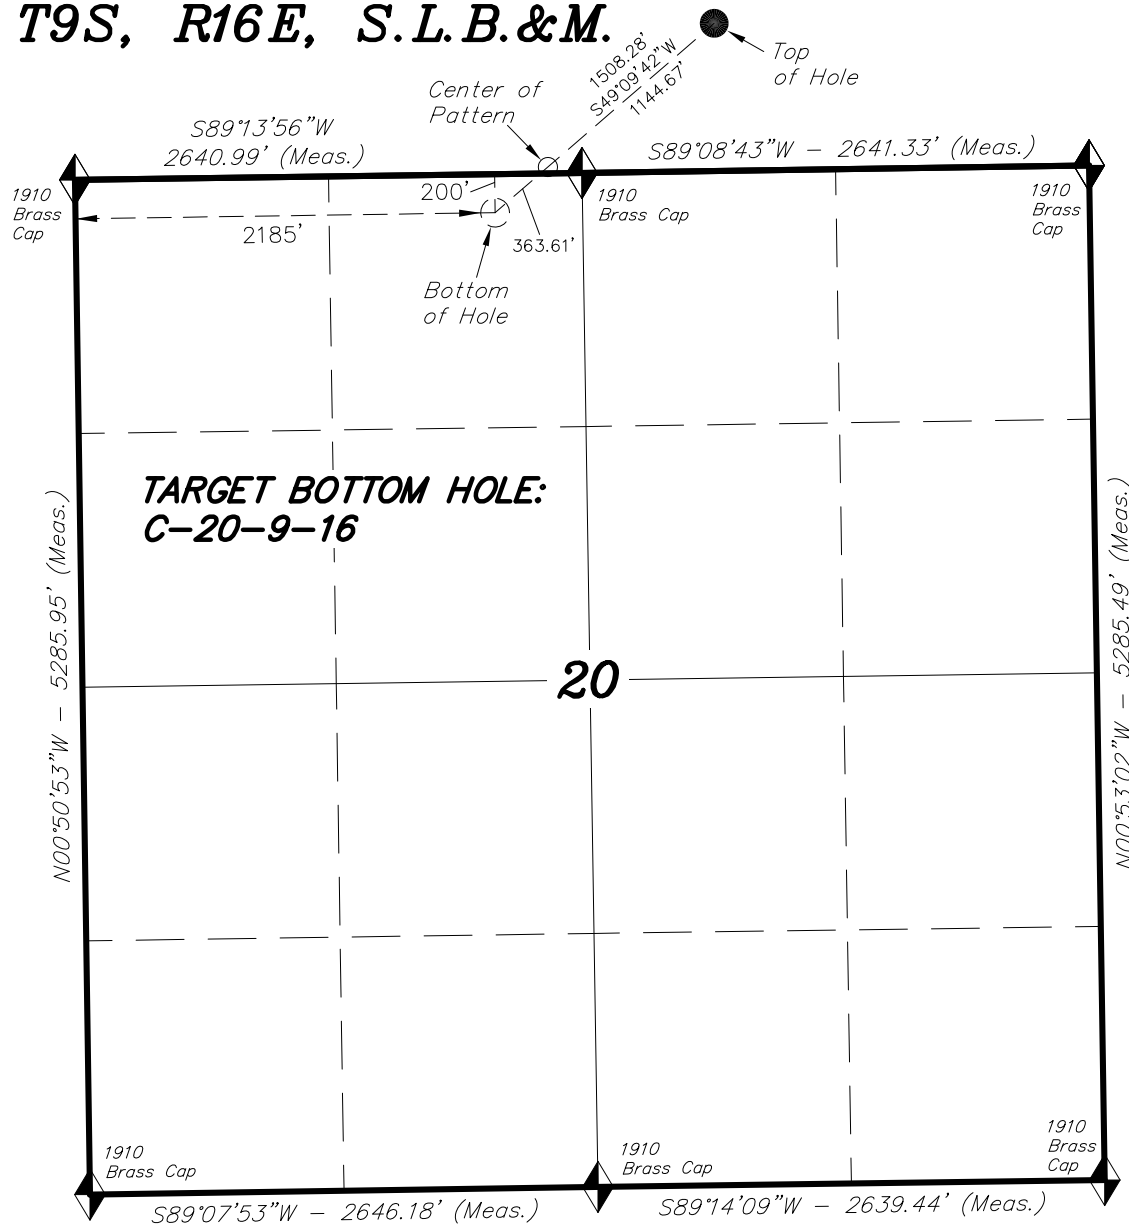 T9S, R16E, S.L.B.&M.
1508.28'
S49°09'42"W
1144.67'
Top
of Hole
Center of
Pattern
S89°13'56"W
2640.99' (Meas.)
S89°08'43"W – 2641.33' (Meas.)
1910
Brass
Cap
200'
1910
Brass Cap
1910
Brass
Cap
2185'
363.61'
Bottom
of Hole
TARGET BOTTOM HOLE:
C-20-9-16
N00°50'53"W – 5285.95' (Meas.)
20
N00°53'02"W – 5285.49' (Meas.)
1910
Brass Cap
1910
Brass Cap
1910
Brass
Cap
S89°07'53"W – 2646.18' (Meas.)
S89°14'09"W – 2639.44' (Meas.)